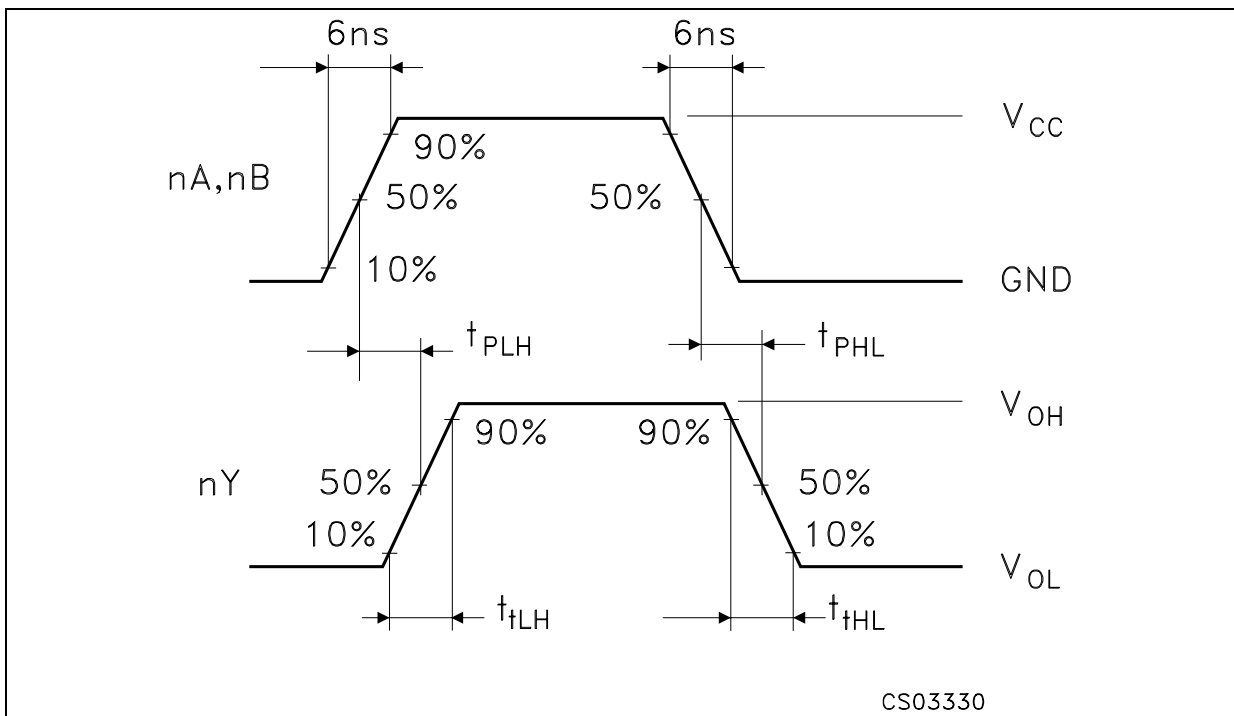 6ns 6ns
V_CC
90%
nA,nB 50% 50%
10% GND
t_PLH t_PHL
V_OH
90% 90%
nY 50% 50%
10% 10%
V_OL
t_tLH t_tHL
CS03330